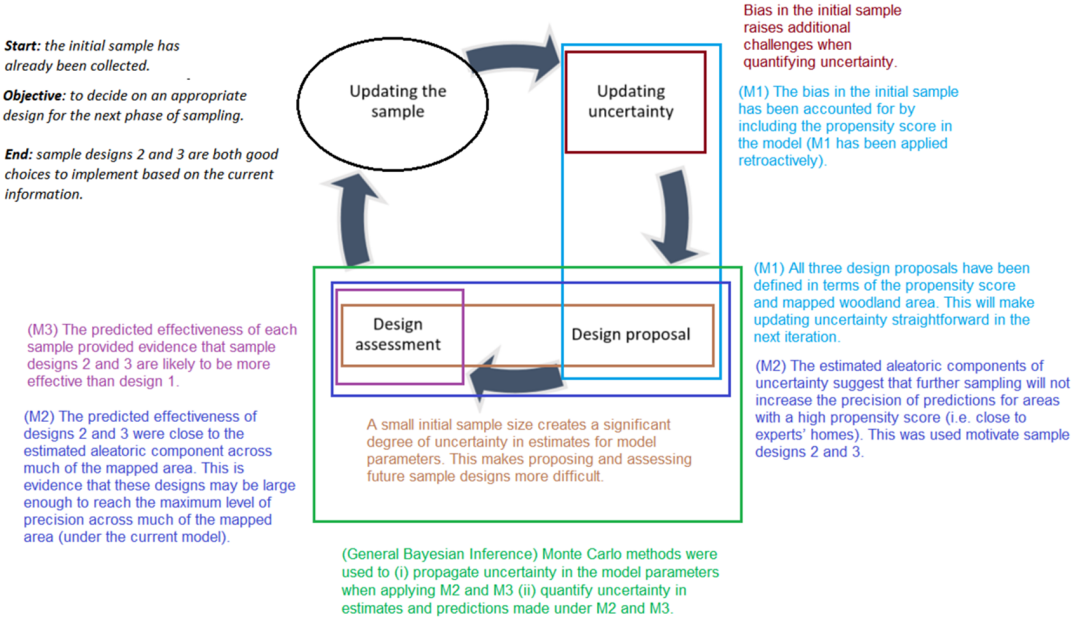 Start: the initial sample has
already been collected.
Objective: to decide on an appropriate
design for the next phase of sampling.
End: sample designs 2 and 3 are both good
choices to implement based on the current
information.
Updating the
sample
Updating
uncertainty
Bias in the initial sample
raises additional
challenges when
quantifying uncertainty.
(M1) The bias in the initial sample
has been accounted for by
including the propensity score in
the model (M1 has been applied
retroactively).
(M1) All three design proposals have been
defined in terms of the propensity score
and mapped woodland area. This will make
updating uncertainty straightforward in the
next iteration.
(M2) The estimated aleatoric components of
uncertainty suggest that further sampling will not
increase the precision of predictions for areas
with a high propensity score (i.e. close to
experts' homes). This was used motivate sample
designs 2 and 3.
Design proposal
Design
assessment
(M3) The predicted effectiveness of each
sample provided evidence that sample
designs 2 and 3 are likely to be more
effective than design 1.
(M2) The predicted effectiveness of
designs 2 and 3 were close to the
estimated aleatoric component across
much of the mapped area. This is
evidence that these designs may be large
enough to reach the maximum level of
precision across much of the mapped
area (under the current model).
A small initial sample size creates a significant
degree of uncertainty in estimates for model
parameters. This makes proposing and assessing
future sample designs more difficult.
(General Bayesian Inference) Monte Carlo methods were
used to (i) propagate uncertainty in the model parameters
when applying M2 and M3 (ii) quantify uncertainty in
estimates and predictions made under M2 and M3.